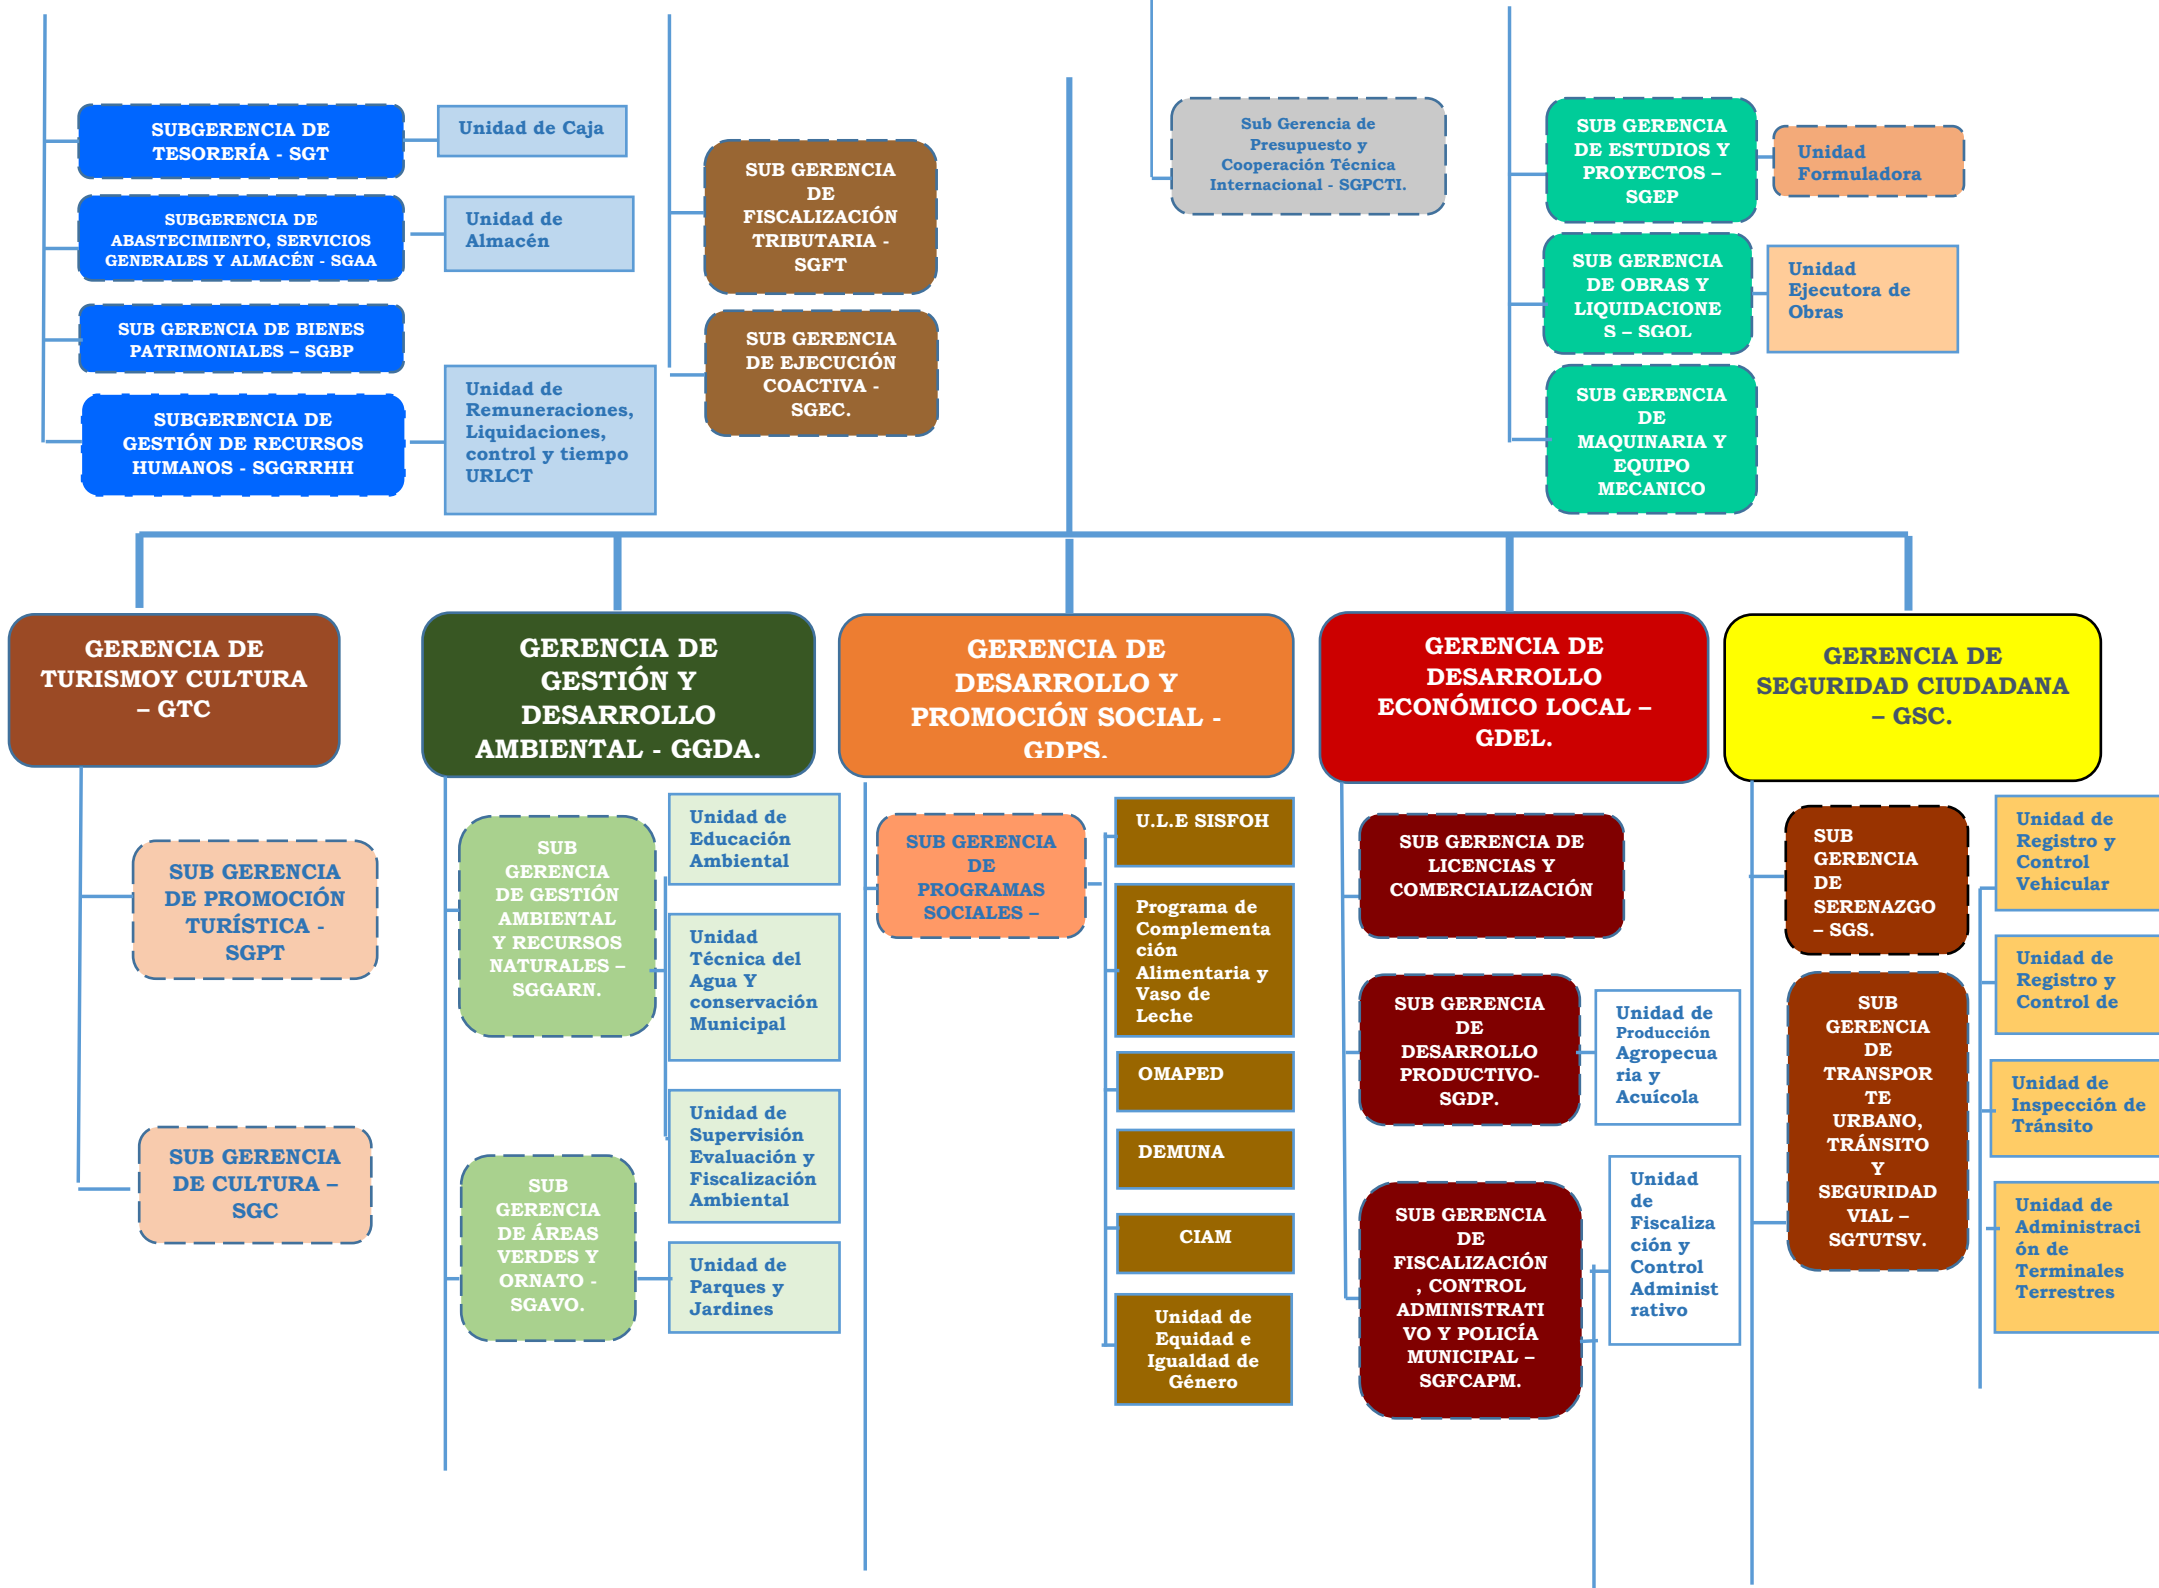 SUBGERENCIA DE
TESORERÍA - SGT
Unidad de Caja
SUBGERENCIA DE
ABASTECIMIENTO, SERVICIOS
GENERALES Y ALMACÉN - SGAA
Unidad de
Almacén
SUB GERENCIA DE BIENES
PATRIMONIALES – SGBP
SUBGERENCIA DE
GESTIÓN DE RECURSOS
HUMANOS - SGGRRHH
Unidad de
Remuneraciones,
Liquidaciones,
control y tiempo
URLCT
SUB GERENCIA
DE
FISCALIZACIÓN
TRIBUTARIA -
SGFT
SUB GERENCIA
DE EJECUCIÓN
COACTIVA -
SGEC.
Sub Gerencia de
Presupuesto y
Cooperación Técnica
Internacional - SGPCTI.
SUB GERENCIA
DE ESTUDIOS Y
PROYECTOS –
SGEP
Unidad
Formuladora
SUB GERENCIA
DE OBRAS Y
LIQUIDACIONE
S – SGOL
Unidad
Ejecutora de
Obras
SUB GERENCIA
DE
MAQUINARIA Y
EQUIPO
MECANICO
GERENCIA DE
TURISMOY CULTURA
– GTC
SUB GERENCIA
DE PROMOCIÓN
TURÍSTICA -
SGPT
SUB GERENCIA
DE CULTURA –
SGC
GERENCIA DE
GESTIÓN Y
DESARROLLO
AMBIENTAL - GGDA.
SUB
GERENCIA
DE GESTIÓN
AMBIENTAL
Y RECURSOS
NATURALES –
SGGARN.
Unidad de
Educación
Ambiental
Unidad
Técnica del
Agua Y
conservación
Municipal
Unidad de
Supervisión
Evaluación y
Fiscalización
Ambiental
SUB
GERENCIA
DE ÁREAS
VERDES Y
ORNATO -
SGAVO.
Unidad de
Parques y
Jardines
GERENCIA DE
DESARROLLO Y
PROMOCIÓN SOCIAL -
GDPS.
SUB GERENCIA
DE
PROGRAMAS
SOCIALES –
U.L.E SISFOH
Programa de
Complementa
ción
Alimentaria y
Vaso de
Leche
OMAPED
DEMUNA
CIAM
Unidad de
Equidad e
Igualdad de
Género
GERENCIA DE
DESARROLLO
ECONÓMICO LOCAL –
GDEL.
SUB GERENCIA DE
LICENCIAS Y
COMERCIALIZACIÓN
SUB GERENCIA
DE
DESARROLLO
PRODUCTIVO-
SGDP.
Unidad de
Producción
Agropecua
ria y
Acuícola
SUB GERENCIA
DE
FISCALIZACIÓN
, CONTROL
ADMINISTRATI
VO Y POLICÍA
MUNICIPAL –
SGFCAPM.
Unidad
de
Fiscaliza
ción y
Control
Administ
rativo
GERENCIA DE
SEGURIDAD CIUDADANA
– GSC.
SUB
GERENCIA
DE
SERENAZGO
– SGS.
SUB
GERENCIA
DE
TRANSPOR
TE
URBANO,
TRÁNSITO
Y
SEGURIDAD
VIAL –
SGTUTSV.
Unidad de
Registro y
Control
Vehicular
Unidad de
Registro y
Control de
Unidad de
Inspección de
Tránsito
Unidad de
Administraci
ón de
Terminales
Terrestres